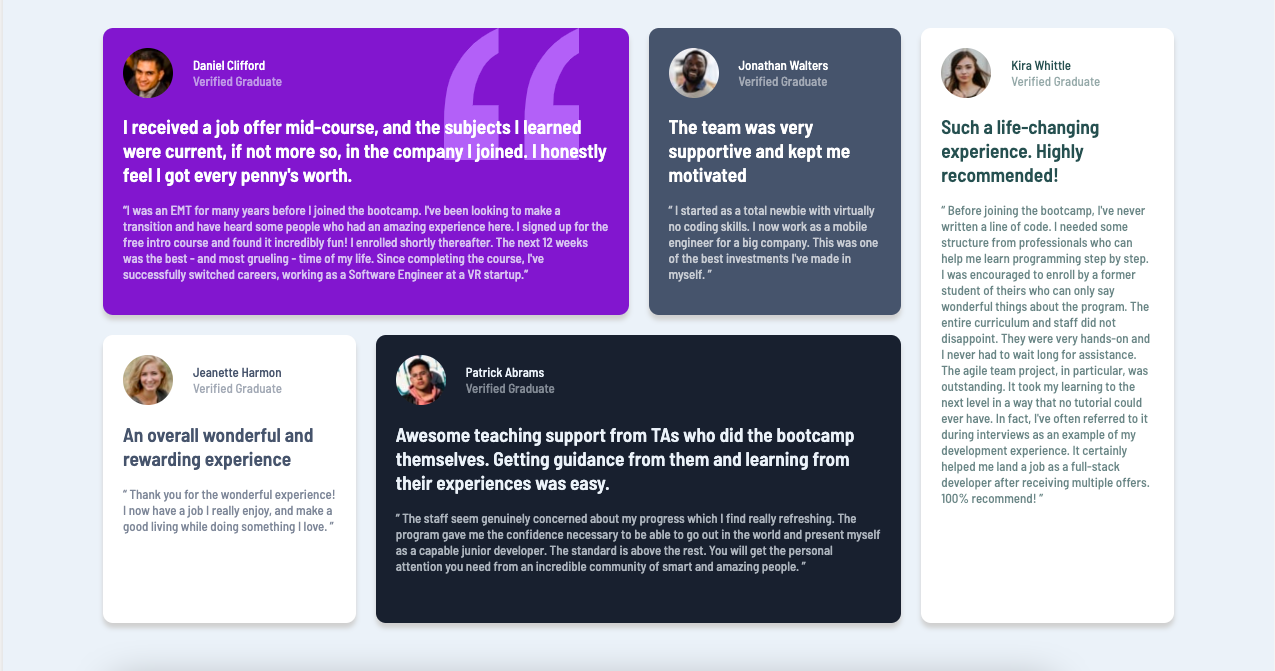 Daniel Clifford
Verified Graduate
I received a job offer mid-course, and the subjects I learned
were current, if not more so, in the company I joined. I honestly
feel I got every penny's worth.
“I was an EMT for many years before I joined the bootcamp. I've been looking to make a
transition and have heard some people who had an amazing experience here. I signed up for the
free intro course and found it incredibly fun! I enrolled shortly thereafter. The next 12 weeks
was the best - and most grueling - time of my life. Since completing the course, I've
successfully switched careers, working as a Software Engineer at a VR startup.“
Jonathan Walters
Verified Graduate
The team was very
supportive and kept me
motivated
“ I started as a total newbie with virtually
no coding skills. I now work as a mobile
engineer for a big company. This was one
of the best investments I've made in
myself. ”
Kira Whittle
Verified Graduate
Such a life-changing
experience. Highly
recommended!
“ Before joining the bootcamp, I've never
written a line of code. I needed some
structure from professionals who can
help me learn programming step by step.
I was encouraged to enroll by a former
student of theirs who can only say
wonderful things about the program. The
entire curriculum and staff did not
disappoint. They were very hands-on and
I never had to wait long for assistance.
The agile team project, in particular, was
outstanding. It took my learning to the
next level in a way that no tutorial could
ever have. In fact, I've often referred to it
during interviews as an example of my
development experience. It certainly
helped me land a job as a full-stack
developer after receiving multiple offers.
100% recommend! ”
Jeanette Harmon
Verified Graduate
An overall wonderful and
rewarding experience
“ Thank you for the wonderful experience!
I now have a job I really enjoy, and make a
good living while doing something I love. ”
Patrick Abrams
Verified Graduate
Awesome teaching support from TAs who did the bootcamp
themselves. Getting guidance from them and learning from
their experiences was easy.
“ The staff seem genuinely concerned about my progress which I find really refreshing. The
program gave me the confidence necessary to be able to go out in the world and present myself
as a capable junior developer. The standard is above the rest. You will get the personal
attention you need from an incredible community of smart and amazing people. ”